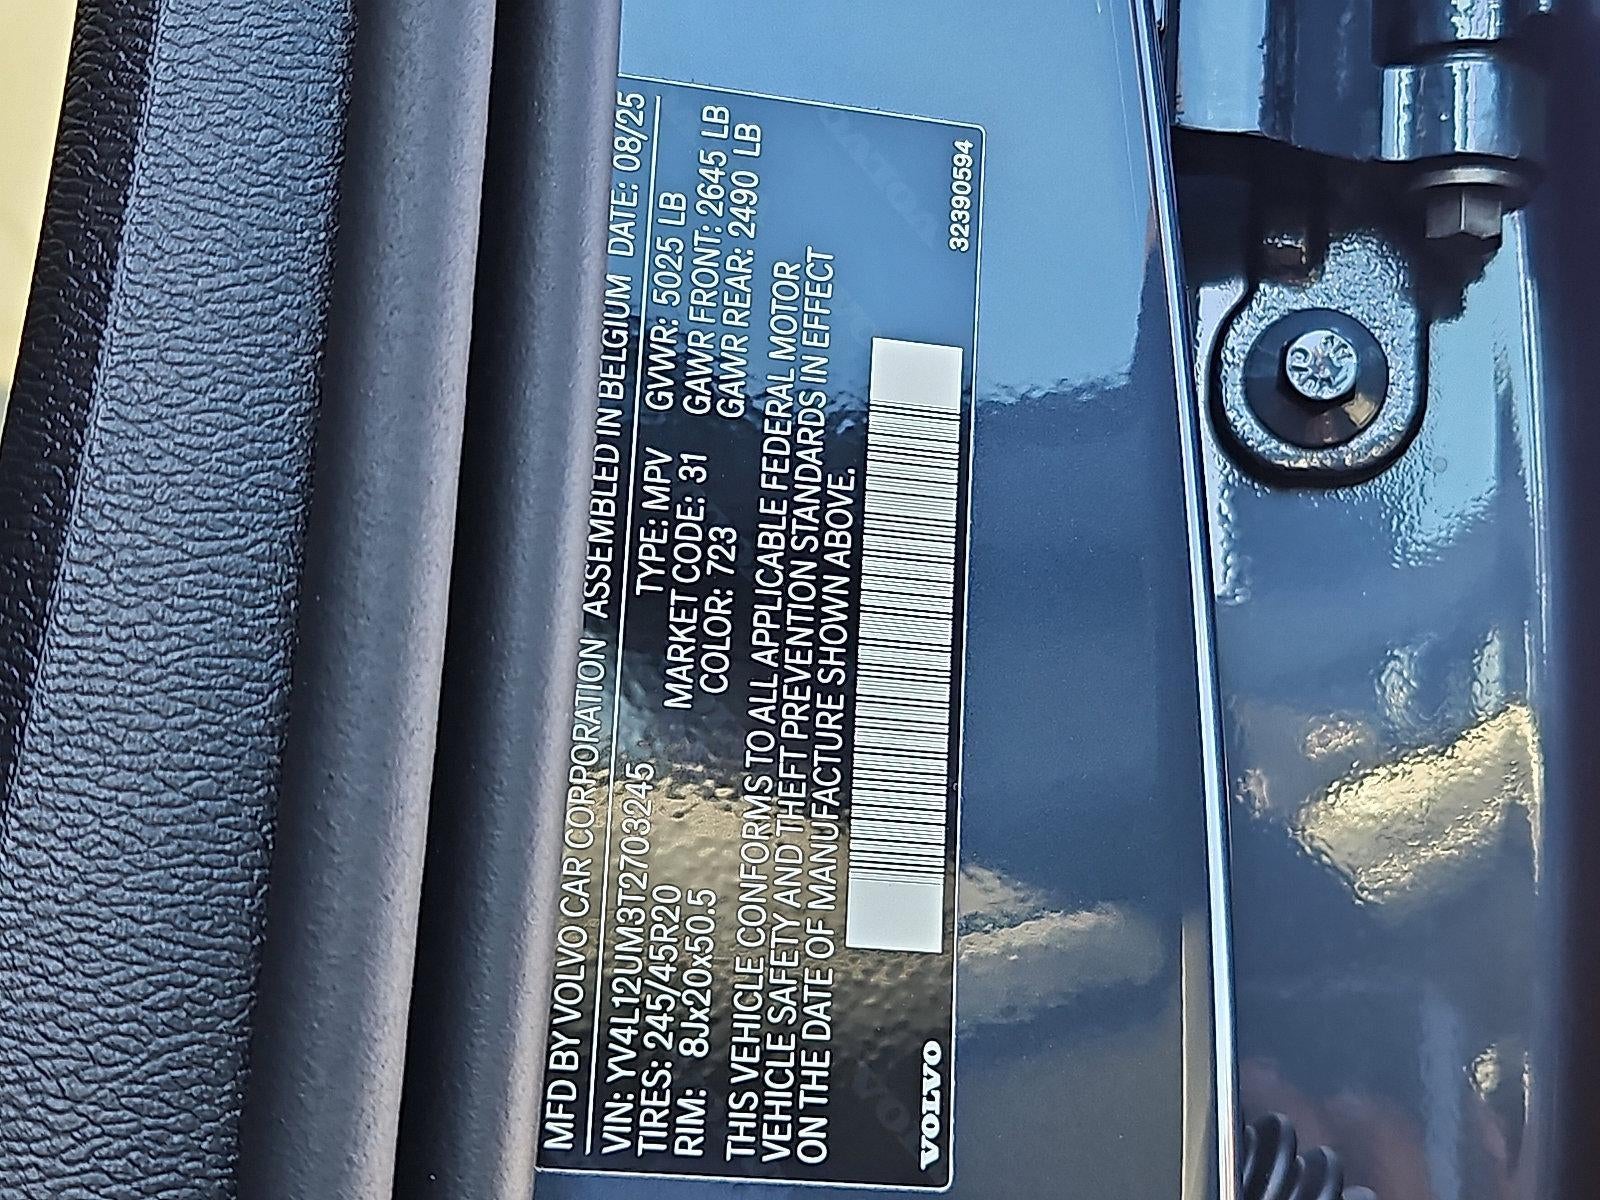 MFD BY VOLVO CAR CORPORATION ASSEMBLED IN BELGIUM DATE: 08/25
VIN: YV4L12UM3T2703245 TYPE: MPV GVWR: 5025 LB
TIRES: 245/45R20 MARKET CODE: 31 GAWR FRONT: 2645 LB
RIM: 8Jx20x50.5 COLOR: 723 GAWR REAR: 2490 LB
THIS VEHICLE CONFORMS TO ALL APPLICABLE FEDERAL MOTOR
VEHICLE SAFETY AND THEFT PREVENTION STANDARDS IN EFFECT
ON THE DATE OF MANUFACTURE SHOWN ABOVE.
VOLVO 32390594